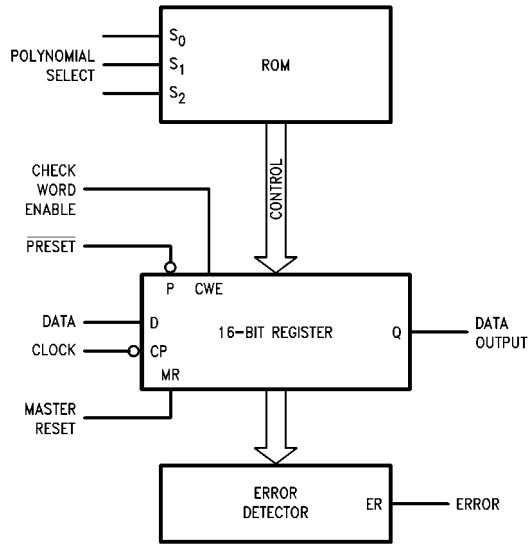 S0
POLYNOMIAL
SELECT
S1
ROM
S2
CHECK
WORD
ENABLE
CONTROL
PRESET
P
CWE
DATA
D
16-BIT REGISTER
Q
DATA
OUTPUT
CLOCK
CP
MR
MASTER
RESET
ERROR
DETECTOR
ER
ERROR